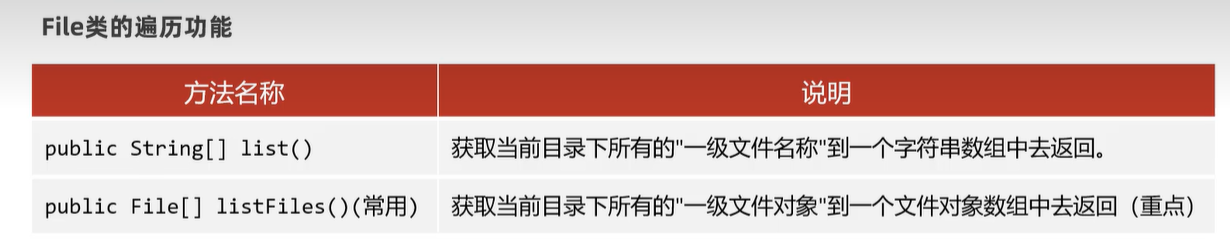 File类的遍历功能
方法名称 说明
public String[] list() 获取当前目录下所有的"一级文件名称"到一个字符串数组中去返回。
public File[] listFiles()(常用) 获取当前目录下所有的"一级文件对象"到一个文件对象数组中去返回（重点）